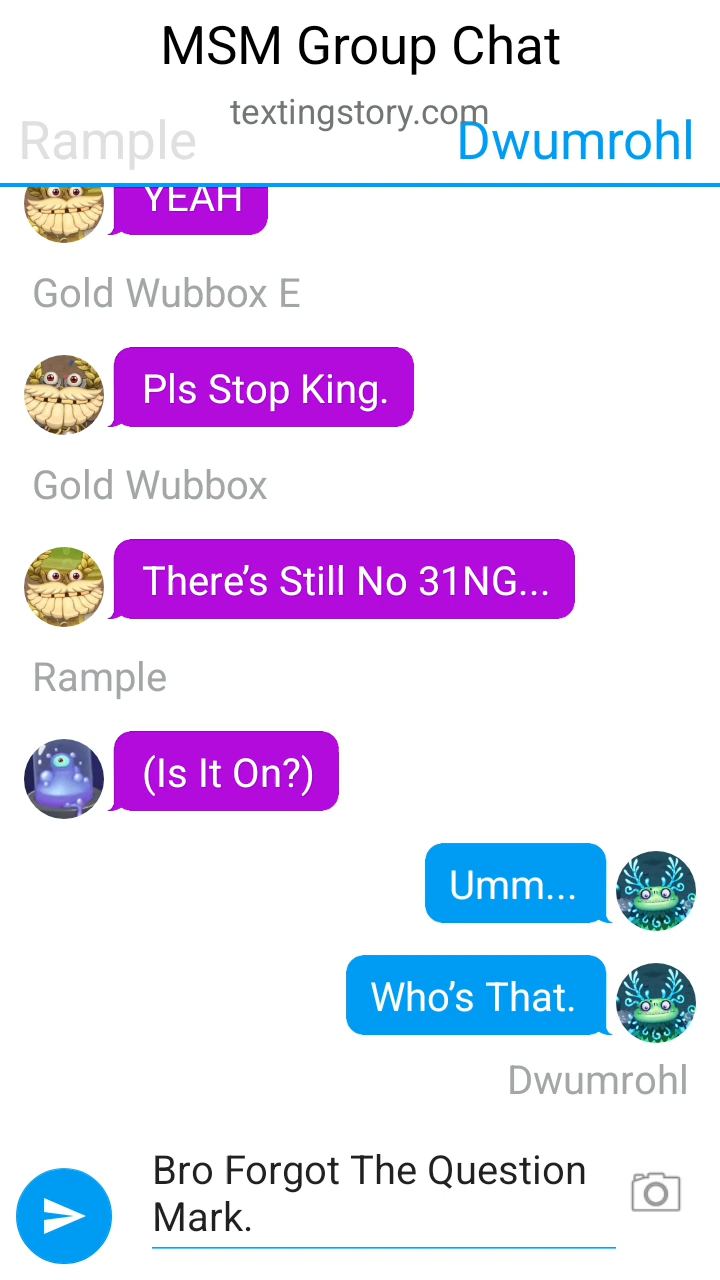 MSM Group Chat
textingstory.com
Rample
Dwumrohl
YEAH
Gold Wubbox E
Pls Stop King.
Gold Wubbox
There’s Still No 31NG...
Rample
(Is It On?)
Umm...
Who’s That.
Dwumrohl
Bro Forgot The Question
Mark.